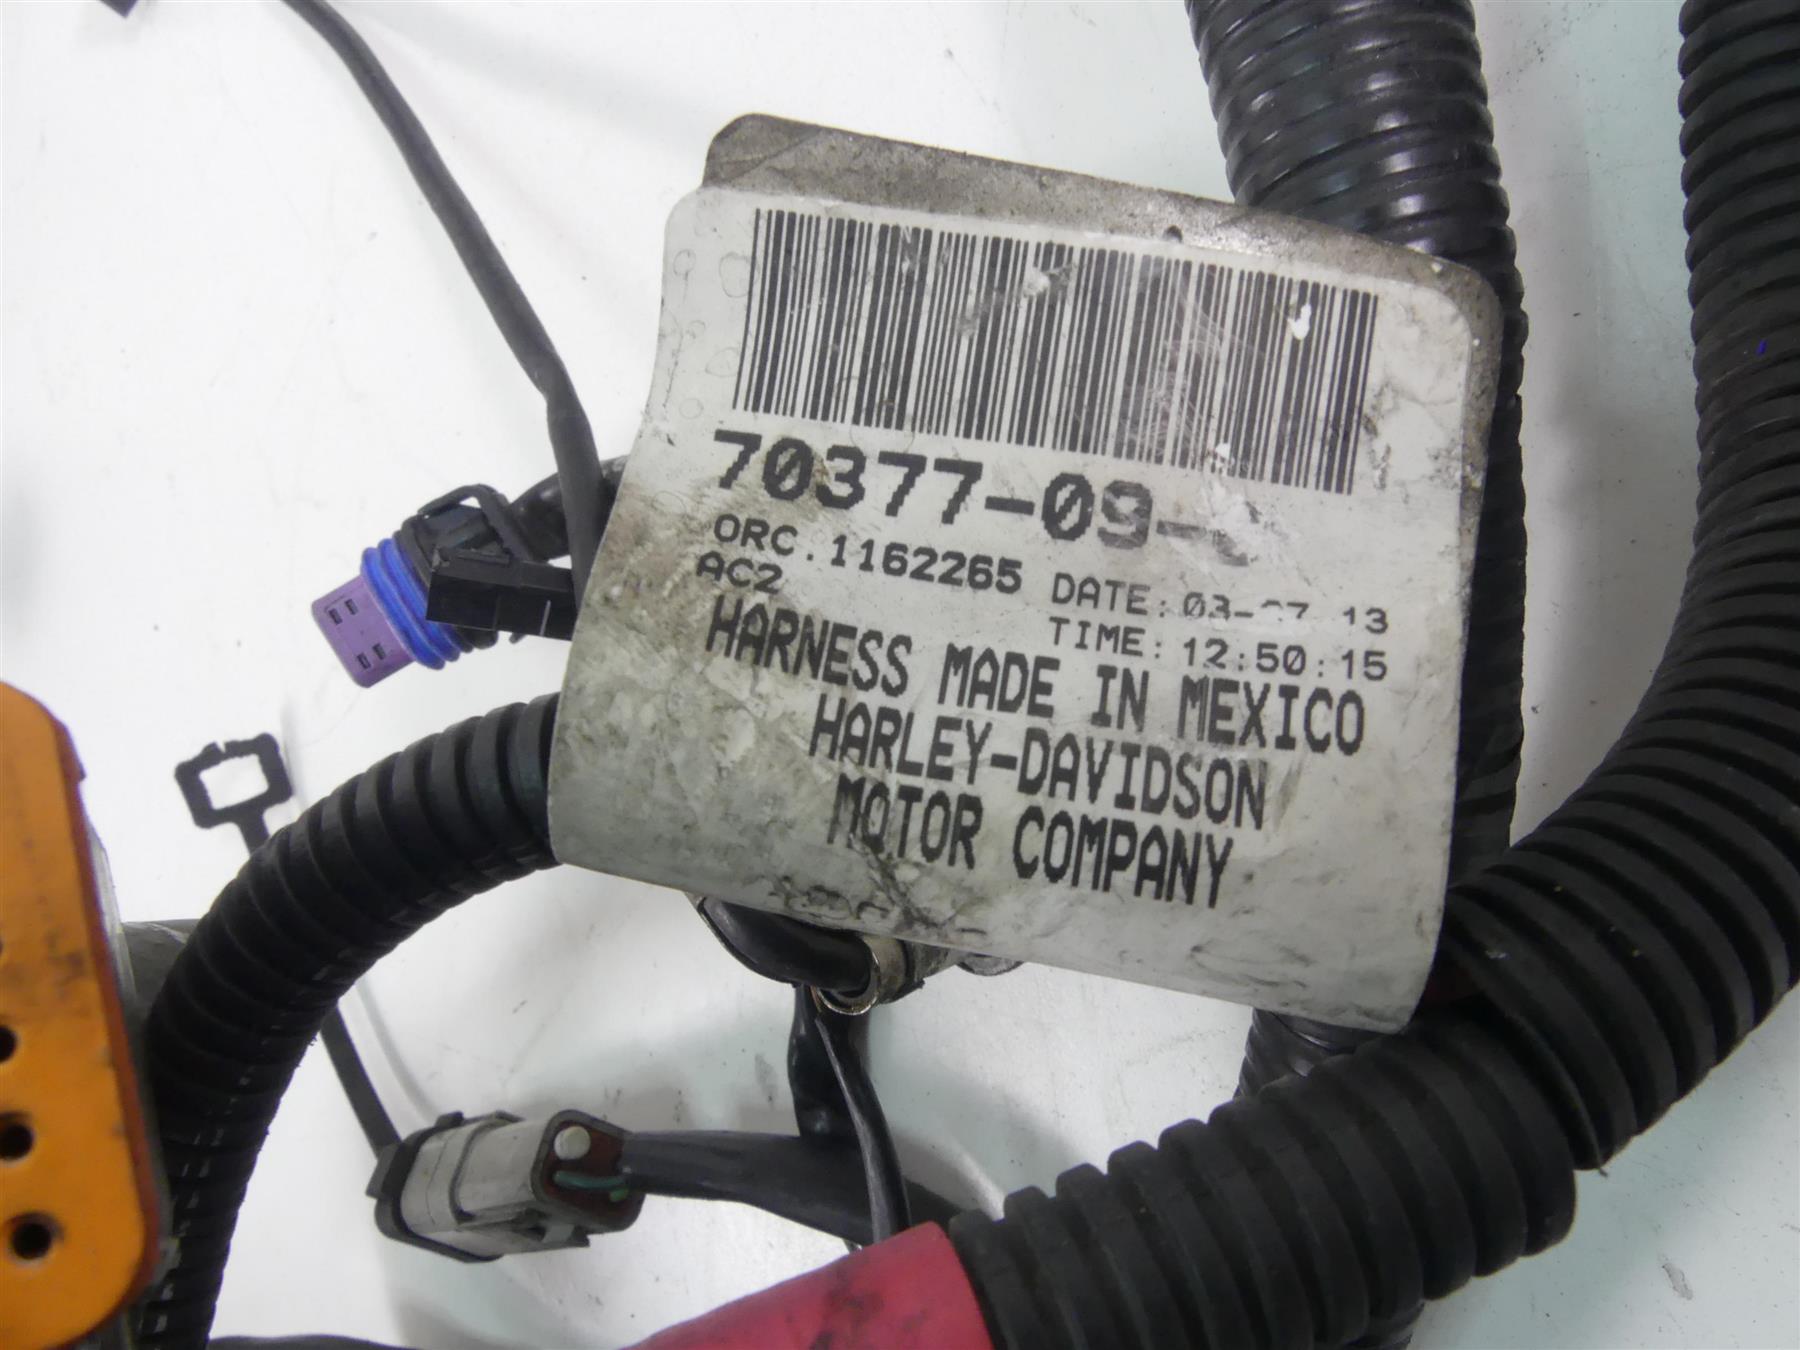 70377-09-
ORC.1162265 DATE:
AC2 TIME: 12:50:15
HARNESS MADE IN MEXICO
HARLEY-DAVIDSON
MOTOR COMPANY